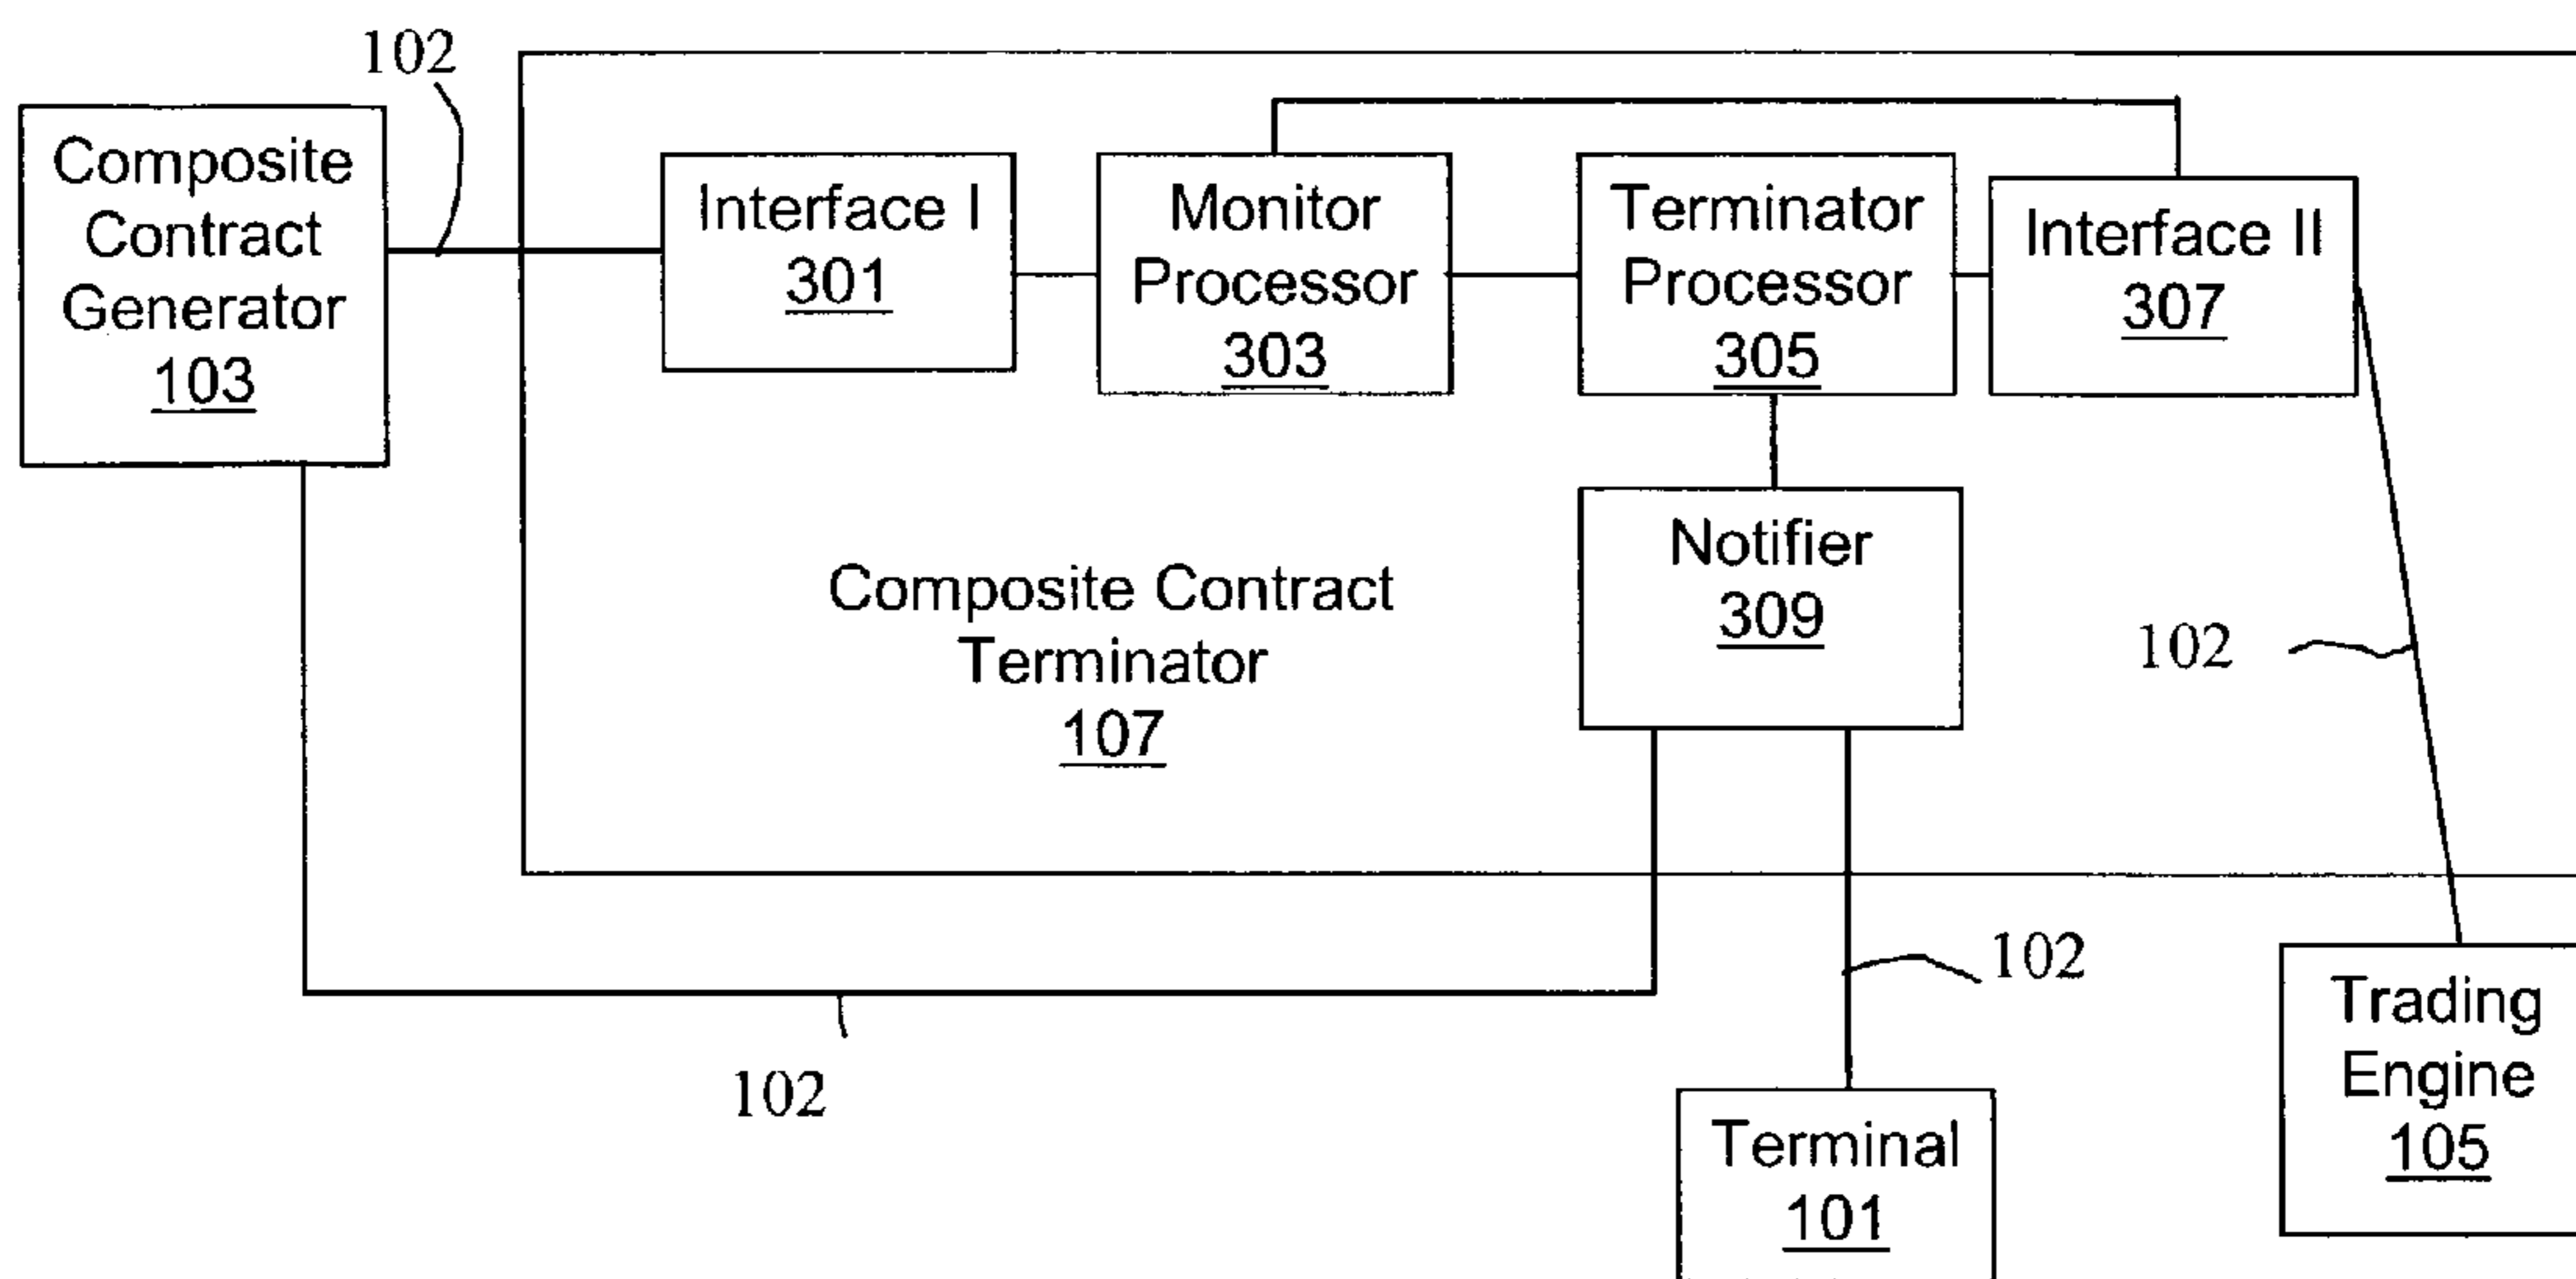 102
Composite
Contract
Generator
103
Interface I
301
Monitor
Processor
303
Terminator
Processor
305
Interface II
307
Notifier
309
Composite Contract
Terminator
107
102
102
102
Trading
Engine
105
Terminal
101